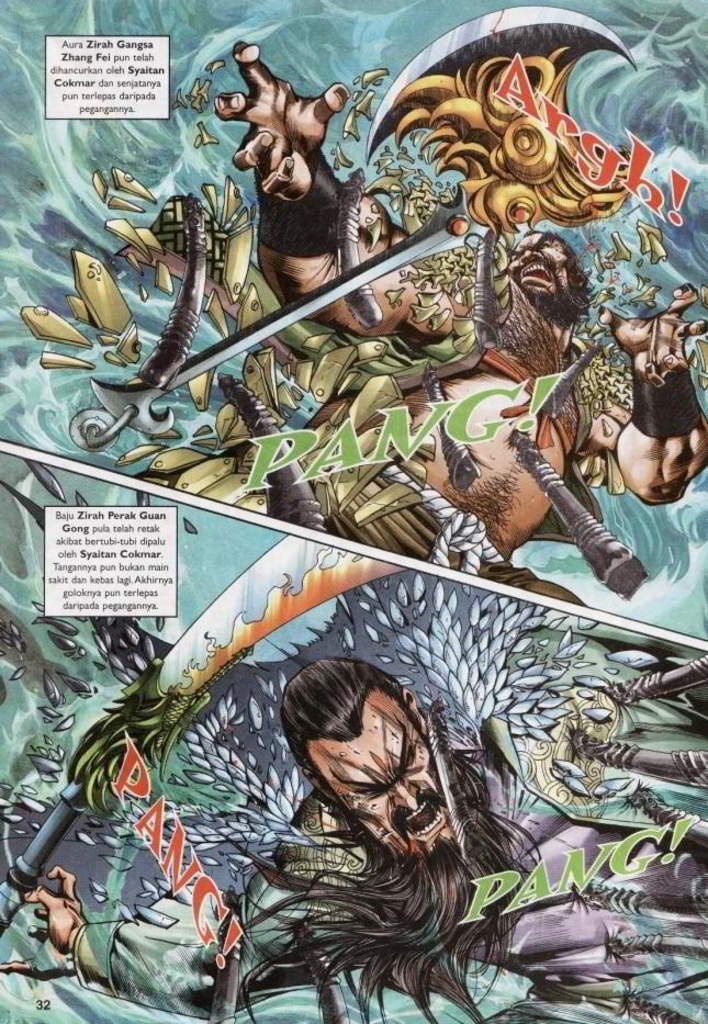 Aura Zirah Gangsa
Zhang Fei pun telah
dihancurkan oleh Syaitan
Cokmar dan senjatanya
pun terlepas daripada
pegangannya.
Argh!
PANG!
Baju Zirah Perak Guan
Gong pula telah retak
akibat bertubi-tubi dipalu
oleh Syaitan Cokmar.
Tangannya pun bukan main
sakit dan kebas lagi. Akhirnya
goloknya pun terlepas
daripada pegangannya.
PANG!
PANG!
32